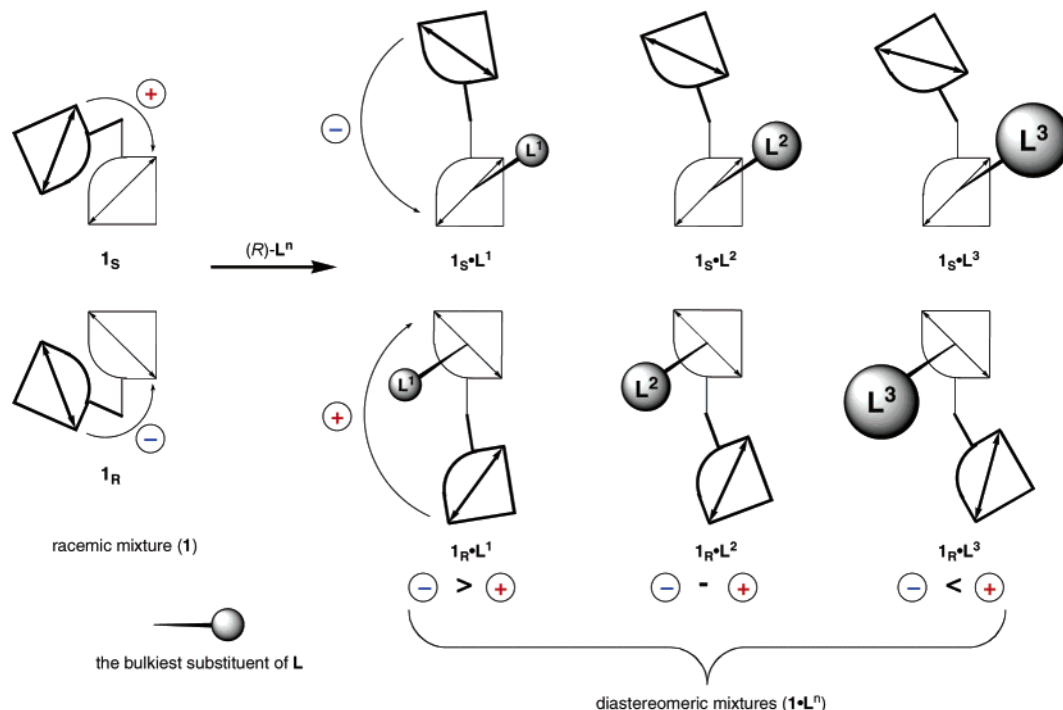 +
1S
(R)-Lⁿ
−
L¹
L²
L³
1S•L¹
1S•L²
1S•L³
−
1R
racemic mixture (1)
the bulkiest substituent of L
+
L¹
L²
L³
1R•L¹
1R•L²
1R•L³
− > +
− - +
− < +
diastereomeric mixtures (1•Lⁿ)